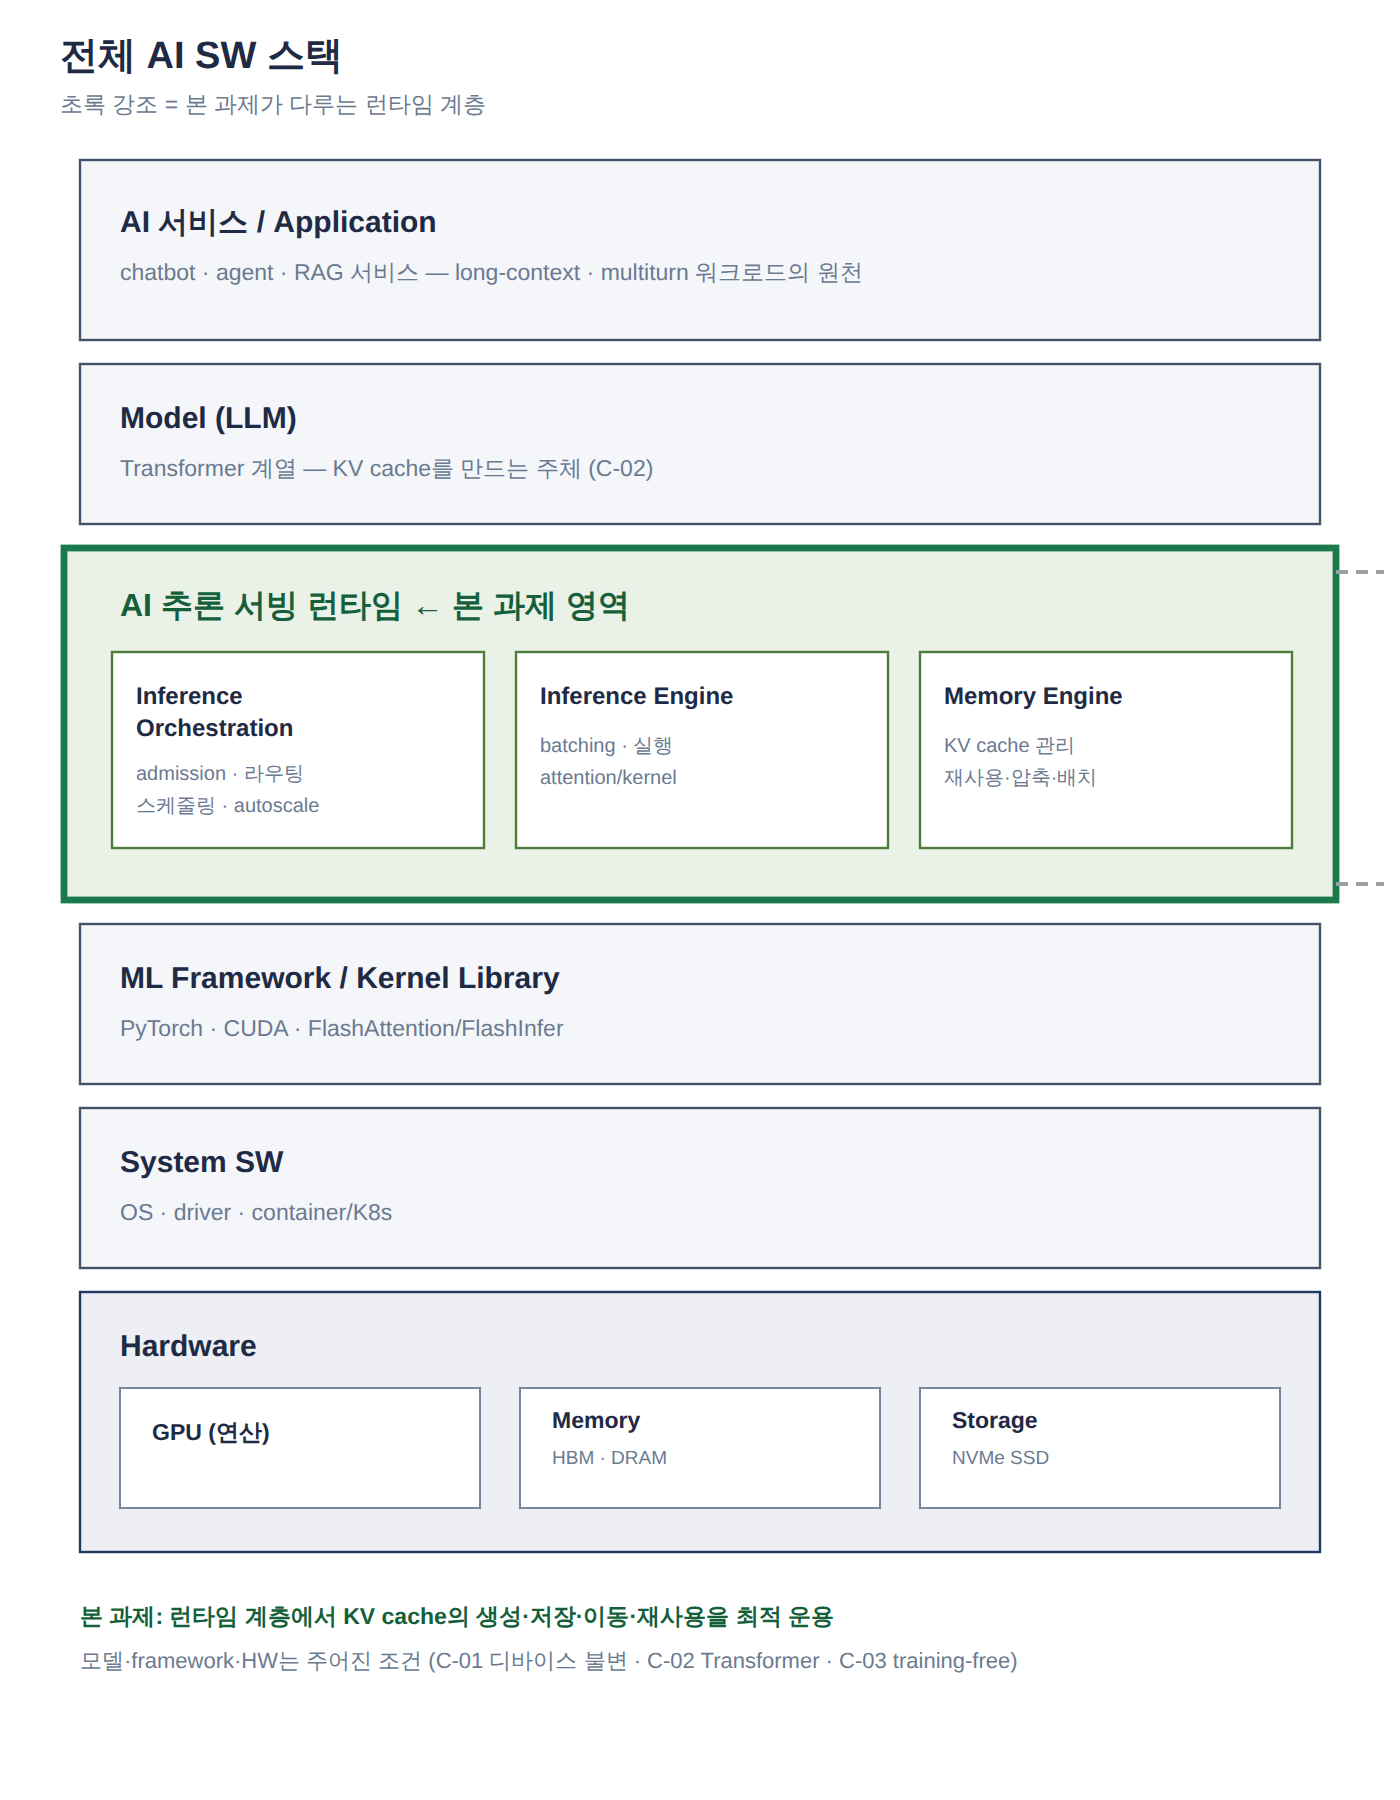 전체 AI SW 스택
초록 강조 = 본 과제가 다루는 런타임 계층
AI 서비스 / Application
chatbot · agent · RAG 서비스 — long-context · multiturn 워크로드의 원천
Model (LLM)
Transformer 계열 — KV cache를 만드는 주체 (C-02)
AI 추론 서빙 런타임 ← 본 과제 영역
Inference
Orchestration
admission · 라우팅
스케줄링 · autoscale
Inference Engine
batching · 실행
attention/kernel
Memory Engine
KV cache 관리
재사용·압축·배치
ML Framework / Kernel Library
PyTorch · CUDA · FlashAttention/FlashInfer
System SW
OS · driver · container/K8s
Hardware
GPU (연산)
Memory
HBM · DRAM
Storage
NVMe SSD
본 과제: 런타임 계층에서 KV cache의 생성·저장·이동·재사용을 최적 운용
모델·framework·HW는 주어진 조건 (C-01 디바이스 불변 · C-02 Transformer · C-03 training-free)